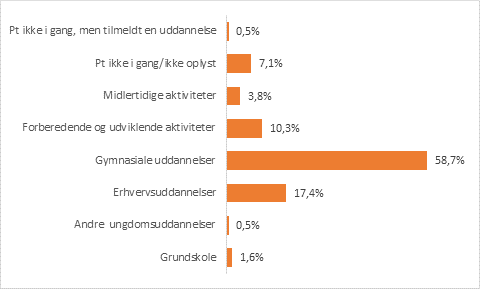 Pt ikke i gang, men tilmeldt en uddannelse 0,5%
Pt ikke i gang/ikke oplyst 7,1%
Midlertidige aktiviteter 3,8%
Forberedende og udviklende aktiviteter 10,3%
Gymnasiale uddannelser 58,7%
Erhvervsuddannelser 17,4%
Andre ungdomsuddannelser 0,5%
Grundskole 1,6%